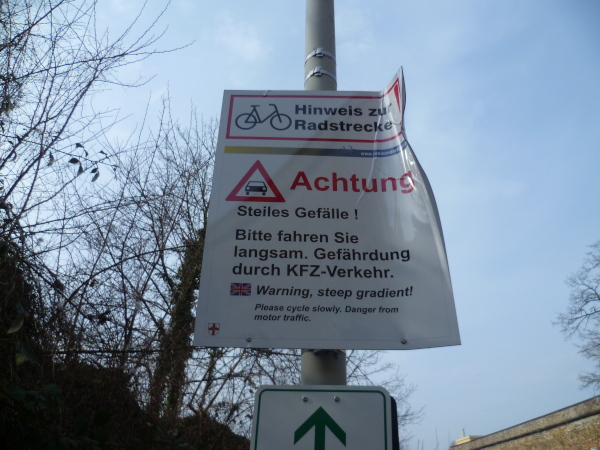 Hinweis zur
Radstrecke
Achtung
Steiles Gefälle !
Bitte fahren Sie
langsam. Gefährdung
durch KFZ-Verkehr.
Warning, steep gradient!
Please cycle slowly. Danger from
motor traffic.